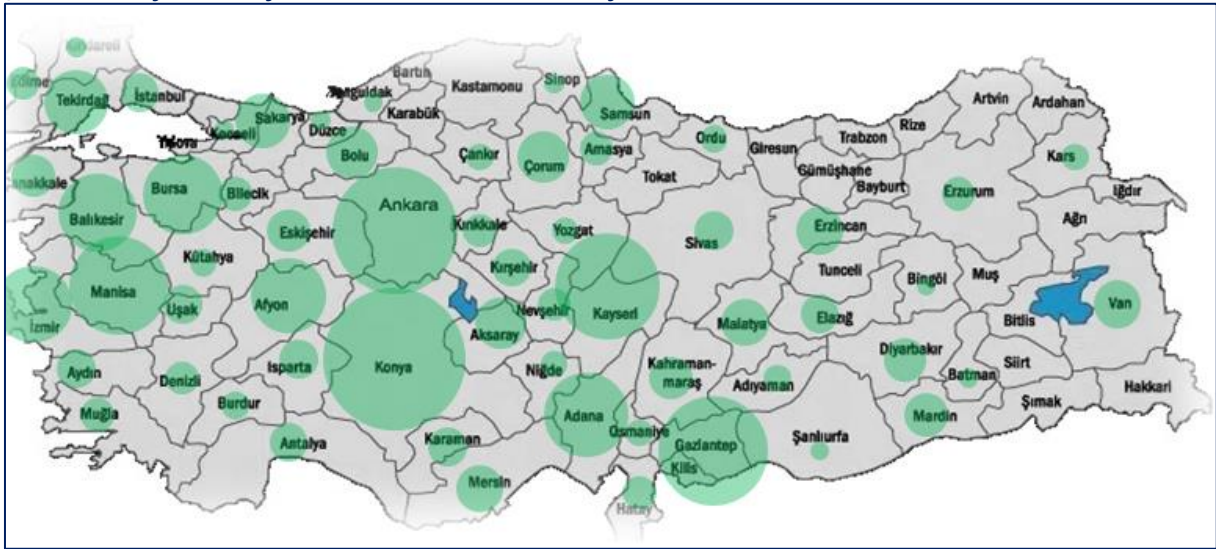 Kırklareli
Edirne
Tekirdağ
İstanbul
Kocaeli
Yalova
Sakarya
Düzce
Zonguldak
Bartın
Karabük
Kastamonu
Sinop
Samsun
Ordu
Giresun
Trabzon
Rize
Artvin
Ardahan
Kars
Iğdır
Ağrı
Çanakkale
Balıkesir
Bursa
Bilecik
Bolu
Çankır
Çorum
Amasya
Tokat
Gümüşhane
Bayburt
Erzurum
Erzincan
Eskişehir
Ankara
Kırıkkale
Yozgat
Sivas
Tunceli
Bingöl
Muş
Bitlis
Van
Kütahya
Manisa
İzmir
Uşak
Afyon
Kırşehir
Nevşehir
Aksaray
Kayseri
Malatya
Elazığ
Diyarbakır
Batman
Siirt
Şırnak
Hakkari
Aydın
Denizli
Isparta
Konya
Niğde
Kahraman-
maraş
Adıyaman
Mardin
Muğla
Burdur
Antalya
Karaman
Mersin
Adana
Osmaniye
Gaziantep
Kilis
Şanlıurfa
Hatay